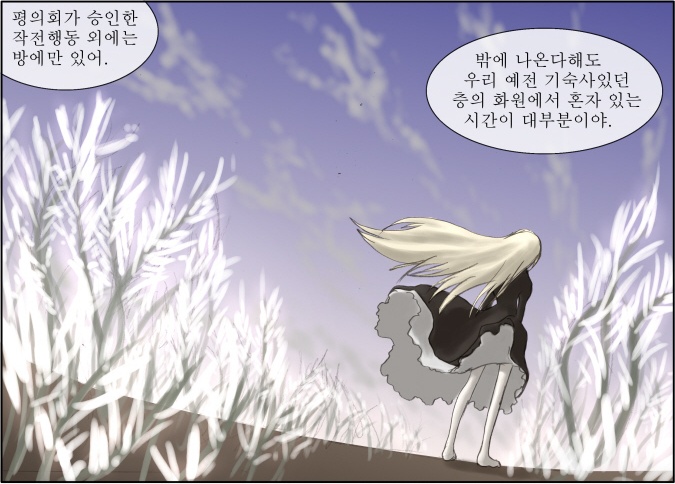 평의회가 승인한
작전행동 외에는
방에만 있어.
밖에 나온다해도
우리 예전 기숙사있던
층의 화원에서 혼자 있는
시간이 대부분이야.